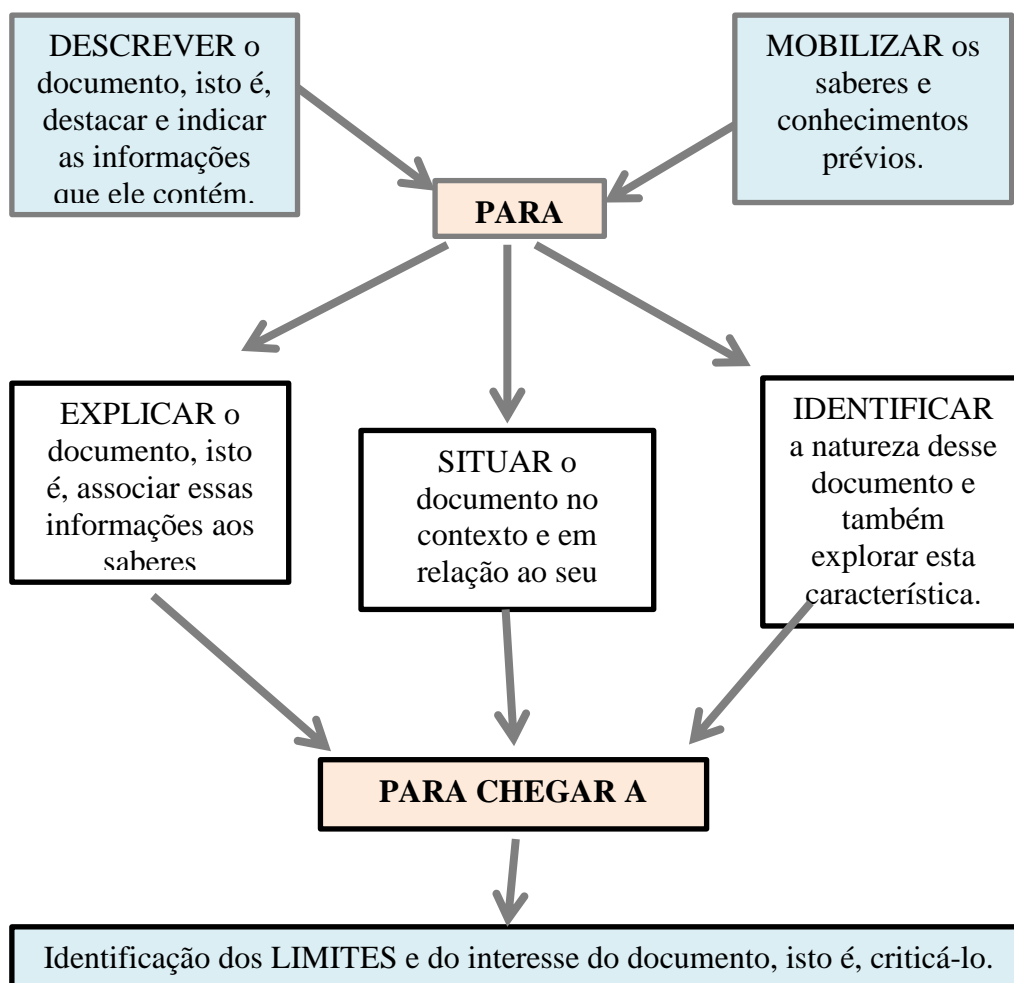 DESCREVER o
documento, isto é,
destacar e indicar
as informações
que ele contém.
MOBILIZAR os
saberes e
conhecimentos
prévios.
PARA
EXPLICAR o
documento, isto
é, associar essas
informações aos
saberes
SITUAR o
documento no
contexto e em
relação ao seu
IDENTIFICAR
a natureza desse
documento e
também
explorar esta
característica.
PARA CHEGAR A
Identificação dos LIMITES e do interesse do documento, isto é, criticá-lo.